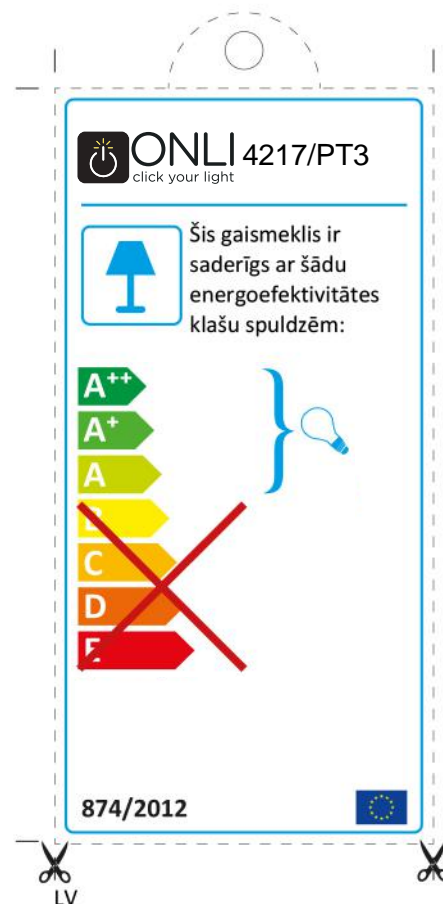 ONLI 4217/PT3
click your light
Šis gaismeklis ir
saderīgs ar šādu
energoefektivitātes
klašu spuldzēm:
A++
A+
A
B
C
D
E
874/2012
LV